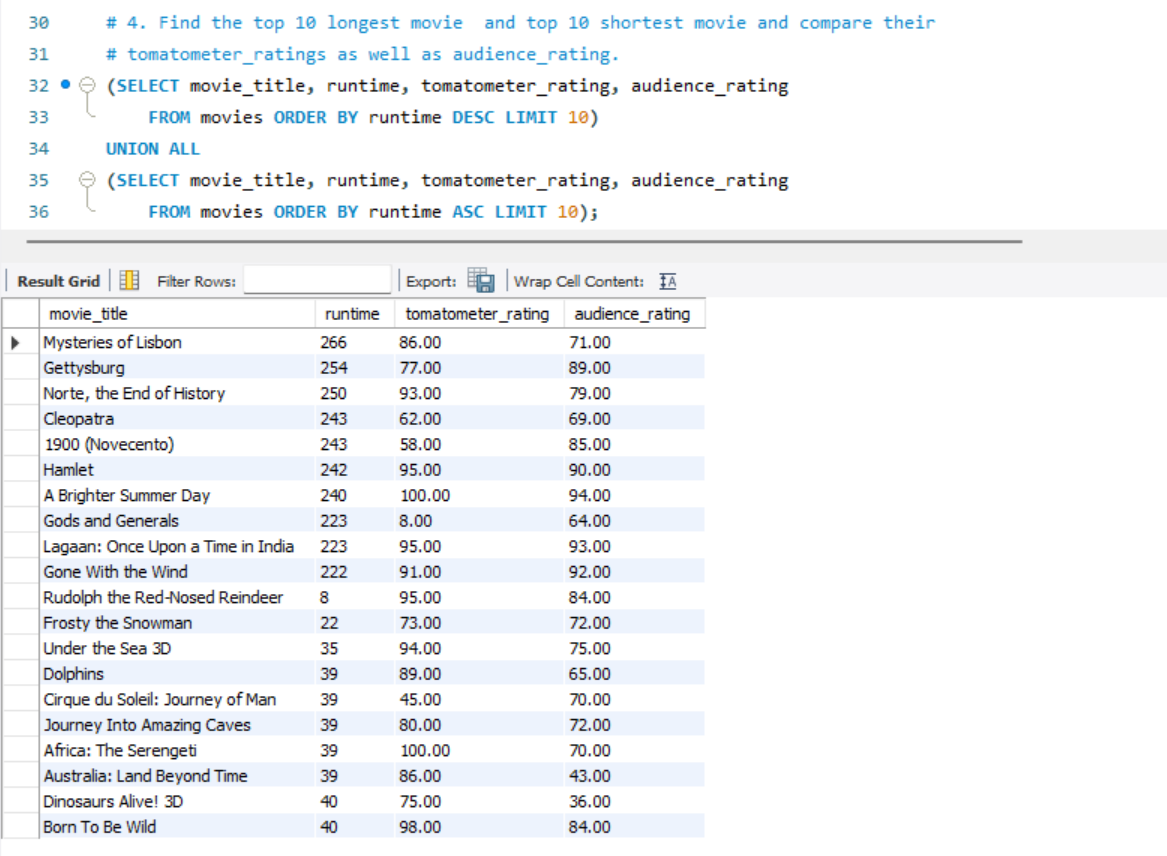 30 # 4. Find the top 10 longest movie  and top 10 shortest movie and compare their
31 # tomatometer_ratings as well as audience_rating.
32 (SELECT movie_title, runtime, tomatometer_rating, audience_rating
33 FROM movies ORDER BY runtime DESC LIMIT 10)
34 UNION ALL
35 (SELECT movie_title, runtime, tomatometer_rating, audience_rating
36 FROM movies ORDER BY runtime ASC LIMIT 10);
Result Grid Filter Rows: Export: Wrap Cell Content: IA
movie_title runtime tomatometer_rating audience_rating
Mysteries of Lisbon 266 86.00 71.00
Gettysburg 254 77.00 89.00
Norte, the End of History 250 93.00 79.00
Cleopatra 243 62.00 69.00
1900 (Novecento) 243 58.00 85.00
Hamlet 242 95.00 90.00
A Brighter Summer Day 240 100.00 94.00
Gods and Generals 223 8.00 64.00
Lagaan: Once Upon a Time in India 223 95.00 93.00
Gone With the Wind 222 91.00 92.00
Rudolph the Red-Nosed Reindeer 8 95.00 84.00
Frosty the Snowman 22 73.00 72.00
Under the Sea 3D 35 94.00 75.00
Dolphins 39 89.00 65.00
Cirque du Soleil: Journey of Man 39 45.00 70.00
Journey Into Amazing Caves 39 80.00 72.00
Africa: The Serengeti 39 100.00 70.00
Australia: Land Beyond Time 39 86.00 43.00
Dinosaurs Alive! 3D 40 75.00 36.00
Born To Be Wild 40 98.00 84.00